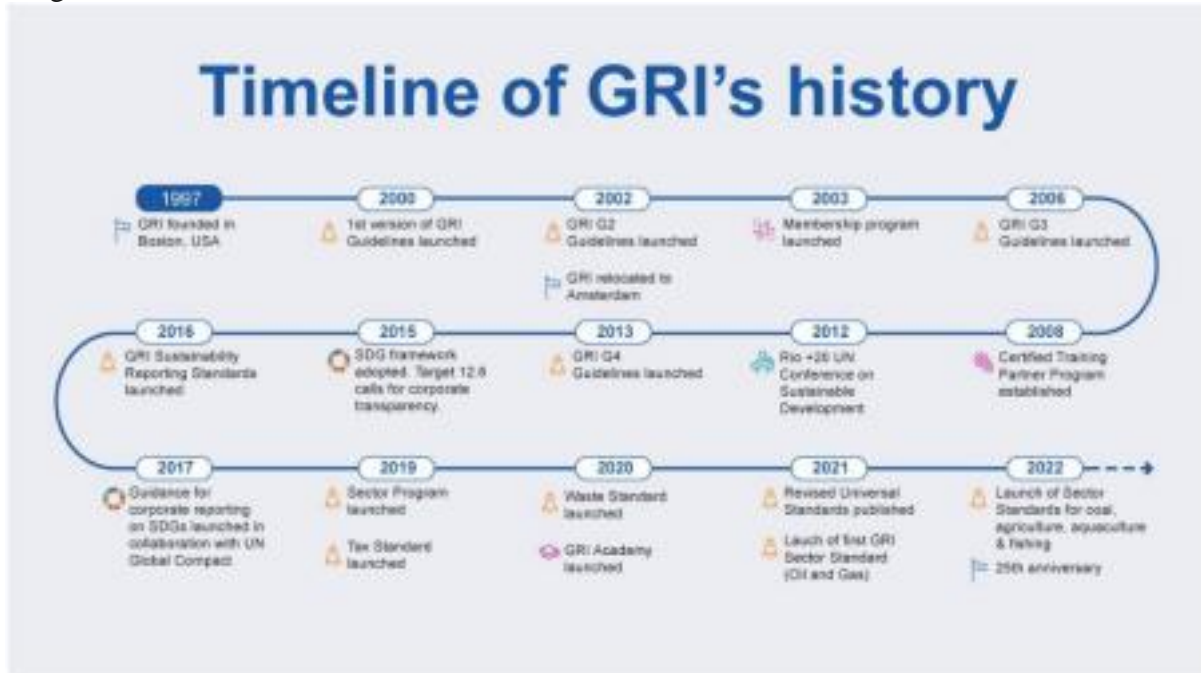 Timeline of GRI's history
1997
GRI founded in
Boston, USA
2000
1st version of GRI
Guidelines launched
2002
GRI G2
Guidelines launched
GRI relocated to
Amsterdam
2003
Membership program
launched
2006
GRI G3
Guidelines launched
2016
GRI Sustainability
Reporting Standards
launched
2015
SDG framework
adopted. Target 12.6
calls for corporate
transparency.
2013
GRI G4
Guidelines launched
2012
Rio +20 UN
Conference on
Sustainable
Development
2008
Certified Training
Partner Program
established
2017
Guidance for
corporate reporting
on SDGs launched in
collaboration with UN
Global Compact
2019
Sector Program
launched
Tax Standard
launched
2020
Waste Standard
launched
GRI Academy
launched
2021
Revised Universal
Standards published
Lauch of first GRI
Sector Standard
(Oil and Gas)
2022
Launch of Sector
Standards for coal,
agriculture, aquaculture
& fishing
25th anniversary